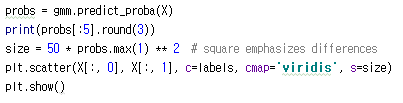 probs = gmm.predict_proba(X)
print(probs[:5].round(3))
size = 50 * probs.max(1) ** 2  # square emphasizes differences
plt.scatter(X[:, 0], X[:, 1], c=labels, cmap='viridis', s=size)
plt.show()